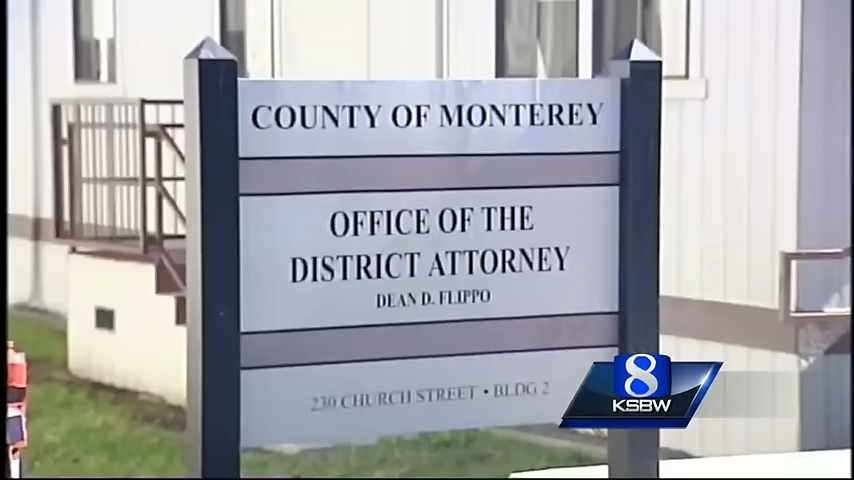 COUNTY OF MONTEREY
OFFICE OF THE
DISTRICT ATTORNEY
DEAN D. FLIPPO
230 CHURCH STREET • BLDG 2
8
KSBW